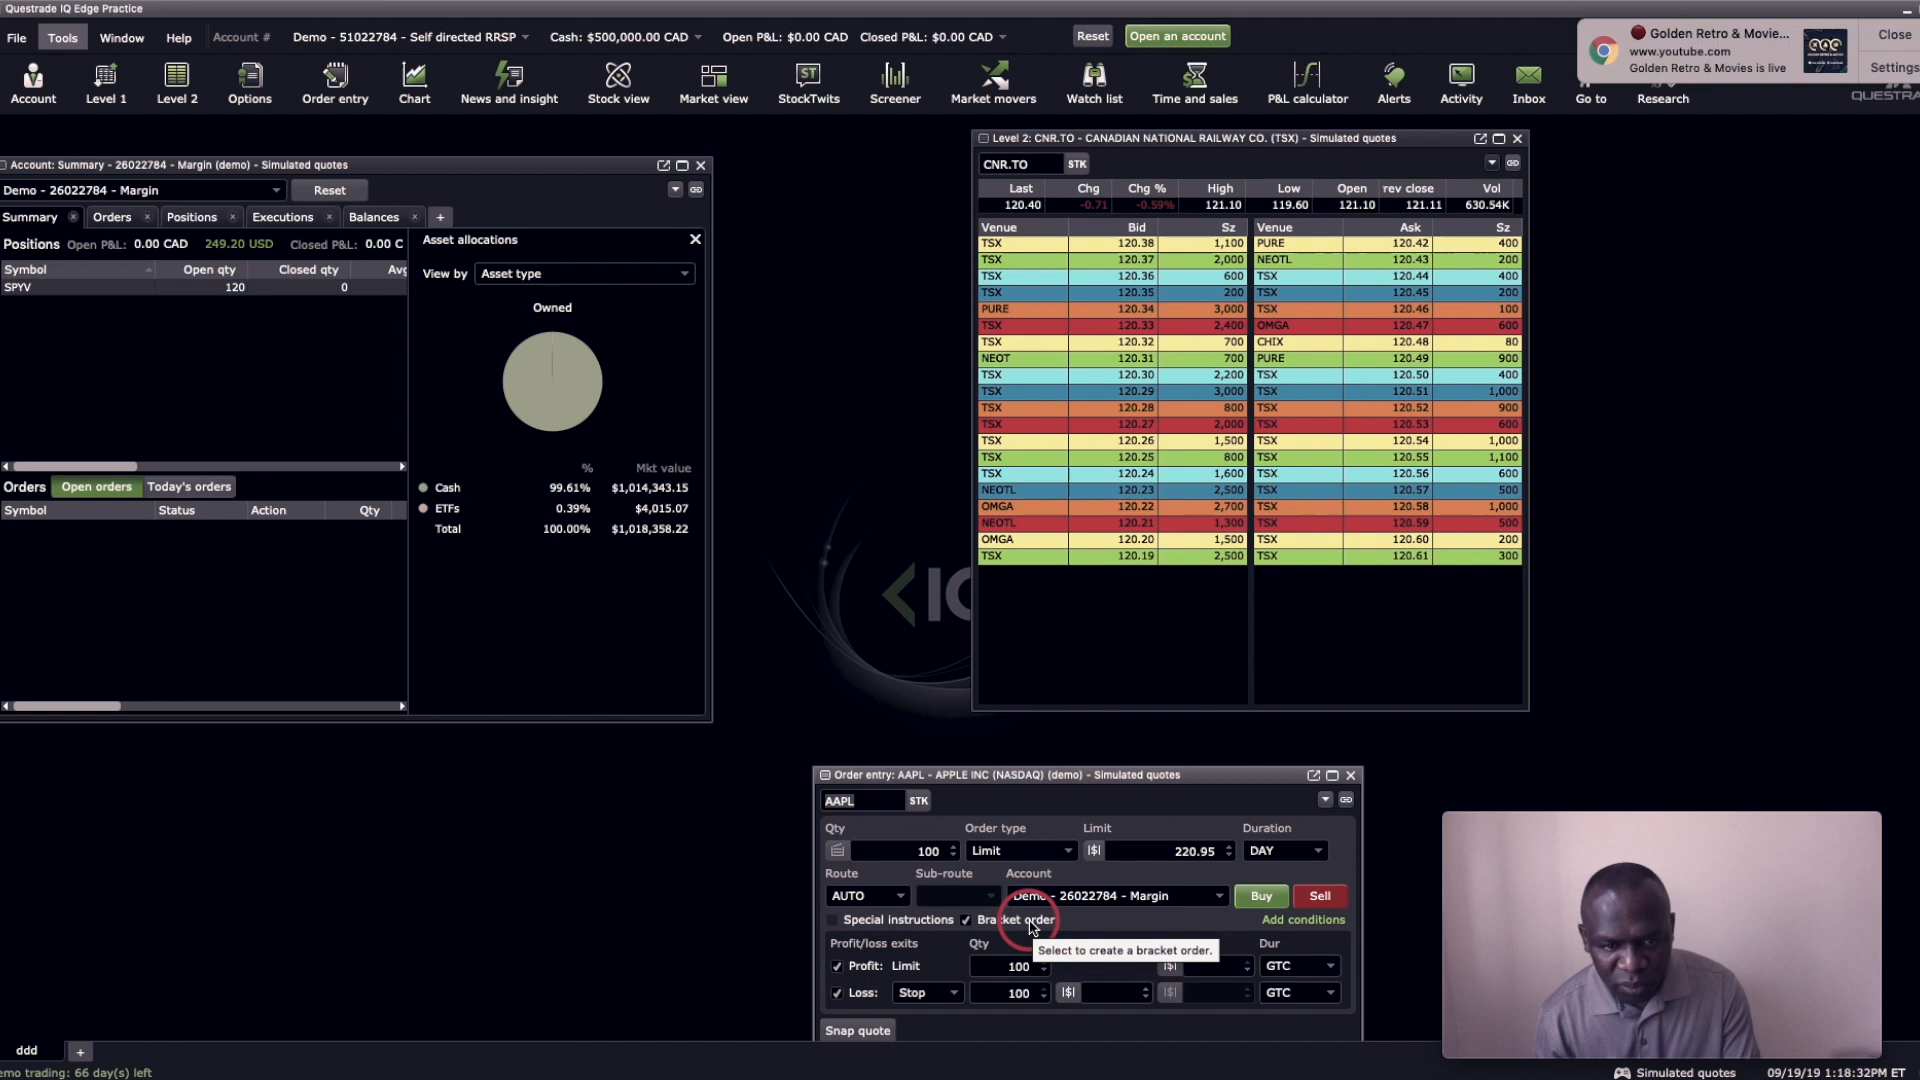 Questrade IQ Edge Practice
File Tools Window Help Account # Demo - 51022784 - Self directed RRSP Cash: $500,000.00 CAD Open P&L: $0.00 CAD Closed P&L: $0.00 CAD Reset Open an account
Golden Retro & Movie... Close
www.youtube.com
Golden Retro & Movies is live Settings
Account Level 1 Level 2 Options Order entry Chart News and insight Stock view Market view StockTwits Screener Market movers Watch list Time and sales P&L calculator Alerts Activity Inbox Go to Research
QUESTRA
Account: Summary - 26022784 - Margin (demo) - Simulated quotes
Demo - 26022784 - Margin Reset
Summary Orders Positions Executions Balances +
Positions Open P&L: 0.00 CAD 249.20 USD Closed P&L: 0.00 C
Symbol Open qty Closed qty Avg
SPYV 120 0
Asset allocations
View by Asset type
Owned
% Mkt value
Cash 99.61% $1,014,343.15
ETFs 0.39% $4,015.07
Total 100.00% $1,018,358.22
Orders Open orders Today's orders
Symbol Status Action Qty
IQ
Level 2: CNR.TO - CANADIAN NATIONAL RAILWAY CO. (TSX) - Simulated quotes
CNR.TO STK
Last Chg Chg % High Low Open rev close Vol
120.40 -0.71 -0.59% 121.10 119.60 121.10 121.11 630.54K
Venue Bid Sz Venue Ask Sz
TSX 120.38 1,100 PURE 120.42 400
TSX 120.37 2,000 NEOTL 120.43 200
TSX 120.36 600 TSX 120.44 400
TSX 120.35 200 TSX 120.45 200
PURE 120.34 3,000 TSX 120.46 100
TSX 120.33 2,400 OMGA 120.47 600
TSX 120.32 700 CHIX 120.48 80
NEOT 120.31 700 PURE 120.49 900
TSX 120.30 2,200 TSX 120.50 400
TSX 120.29 3,000 TSX 120.51 1,000
TSX 120.28 800 TSX 120.52 900
TSX 120.27 2,000 TSX 120.53 600
TSX 120.26 1,500 TSX 120.54 1,000
TSX 120.25 800 TSX 120.55 1,100
TSX 120.24 1,600 TSX 120.56 600
NEOTL 120.23 2,500 TSX 120.57 500
OMGA 120.22 2,700 TSX 120.58 1,000
NEOTL 120.21 1,300 TSX 120.59 500
OMGA 120.20 1,500 TSX 120.60 200
TSX 120.19 2,500 TSX 120.61 300
Order entry: AAPL - APPLE INC (NASDAQ) (demo) - Simulated quotes
AAPL STK
Qty Order type Limit Duration
100 Limit |$| 220.95 DAY
Route Sub-route Account
AUTO Demo - 26022784 - Margin Buy Sell
Special instructions Bracket order Add conditions
Profit/loss exits Qty Dur
Select to create a bracket order.
Profit: Limit 100 |$| GTC
Loss: Stop 100 |$| |$| GTC
Snap quote
ddd +
emo trading: 66 day(s) left
Simulated quotes 09/19/19 1:18:32PM ET